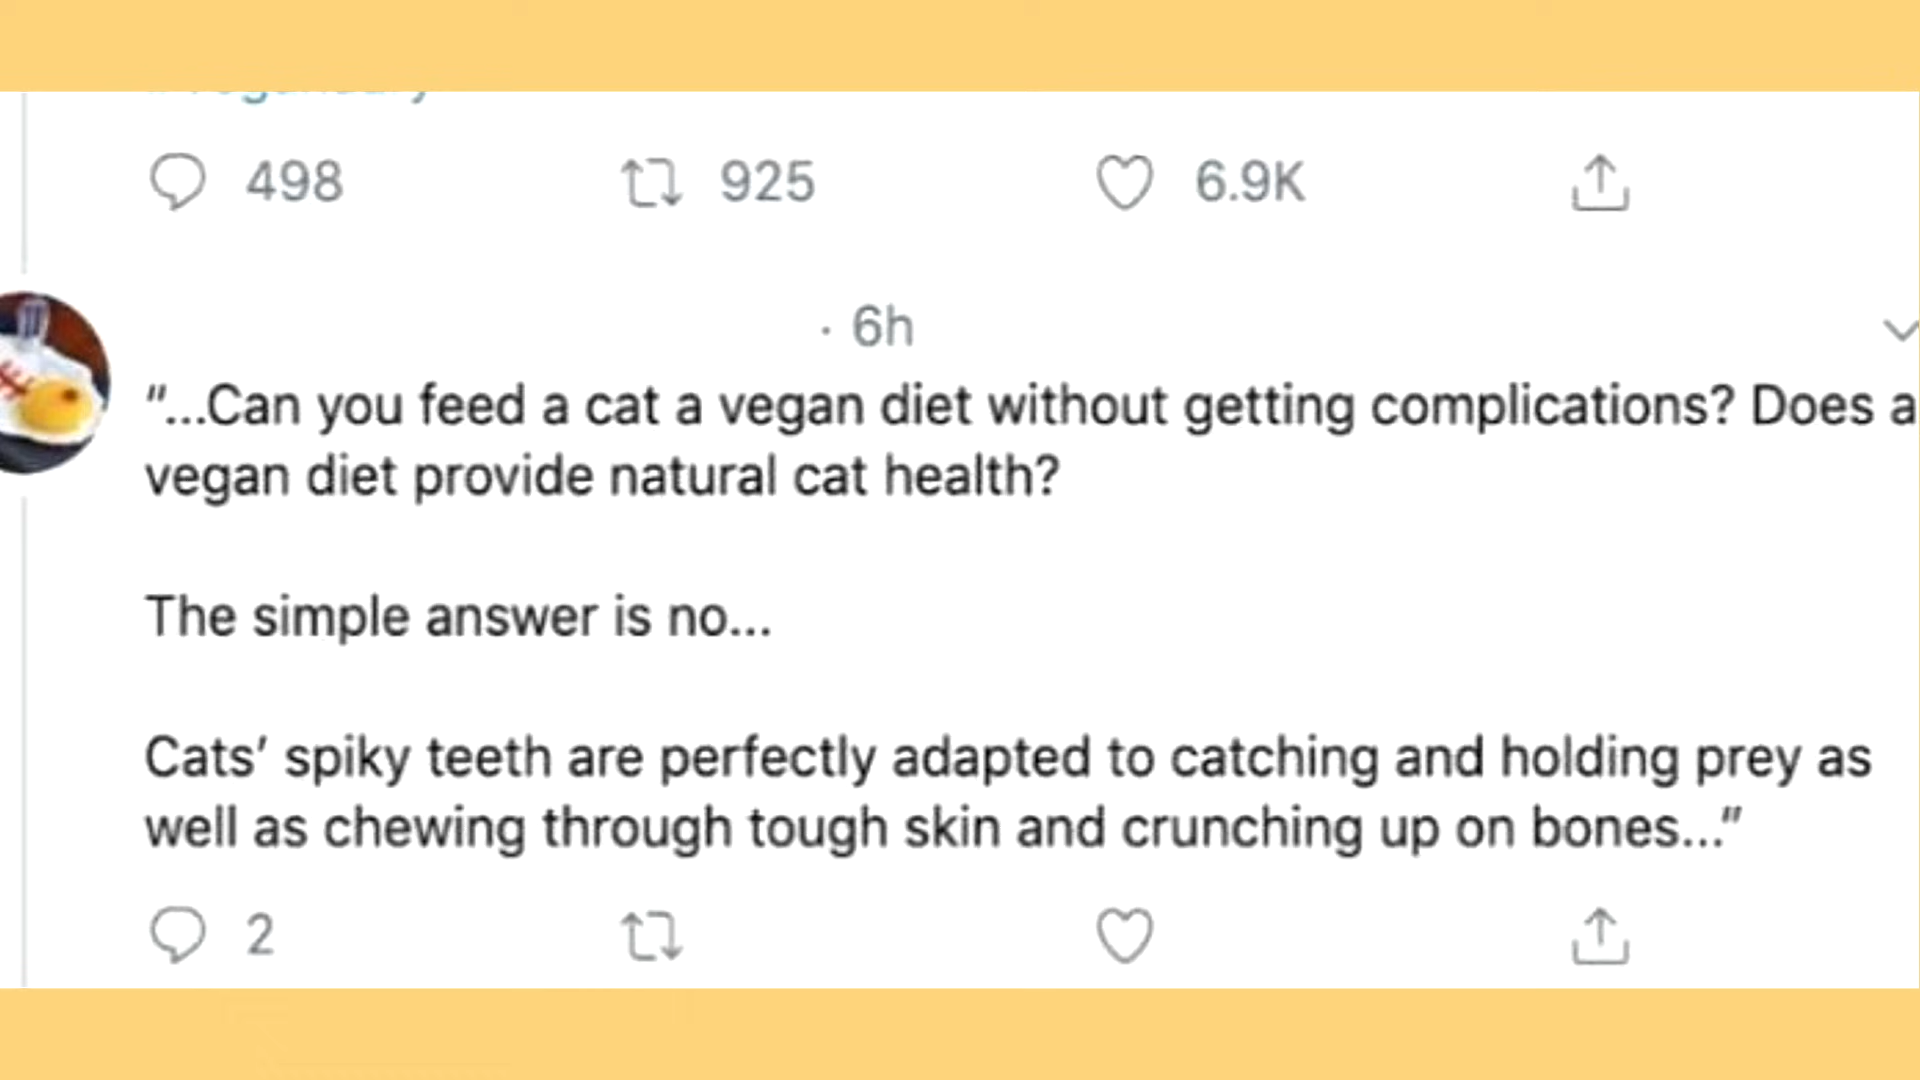 498 925 6.9K
· 6h
"...Can you feed a cat a vegan diet without getting complications? Does a
vegan diet provide natural cat health?
The simple answer is no...
Cats' spiky teeth are perfectly adapted to catching and holding prey as
well as chewing through tough skin and crunching up on bones..."
2